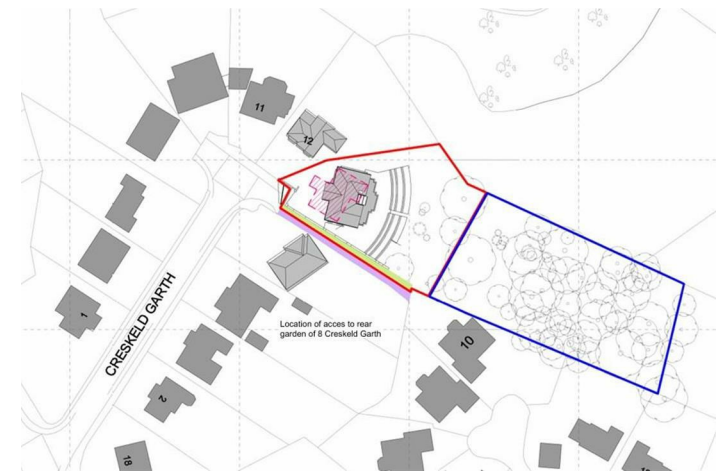 11
12
CRESKELD GARTH
1
Location of acces to rear
garden of 8 Creskeld Garth
10
2
18